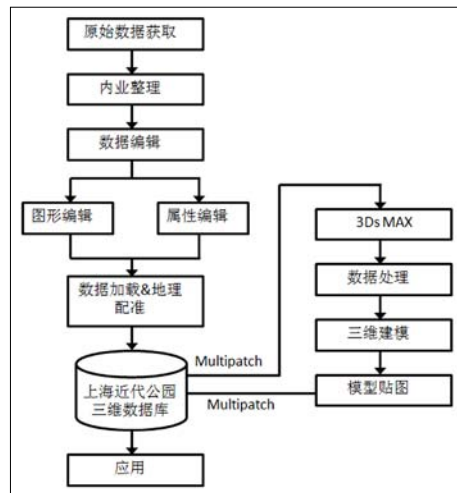 原始数据获取
内业整理
数据编辑
图形编辑
属性编辑
数据加载&地理
配准
上海近代公园
三维数据库
应用
Multipatch
Multipatch
3Ds MAX
数据处理
三维建模
模型贴图